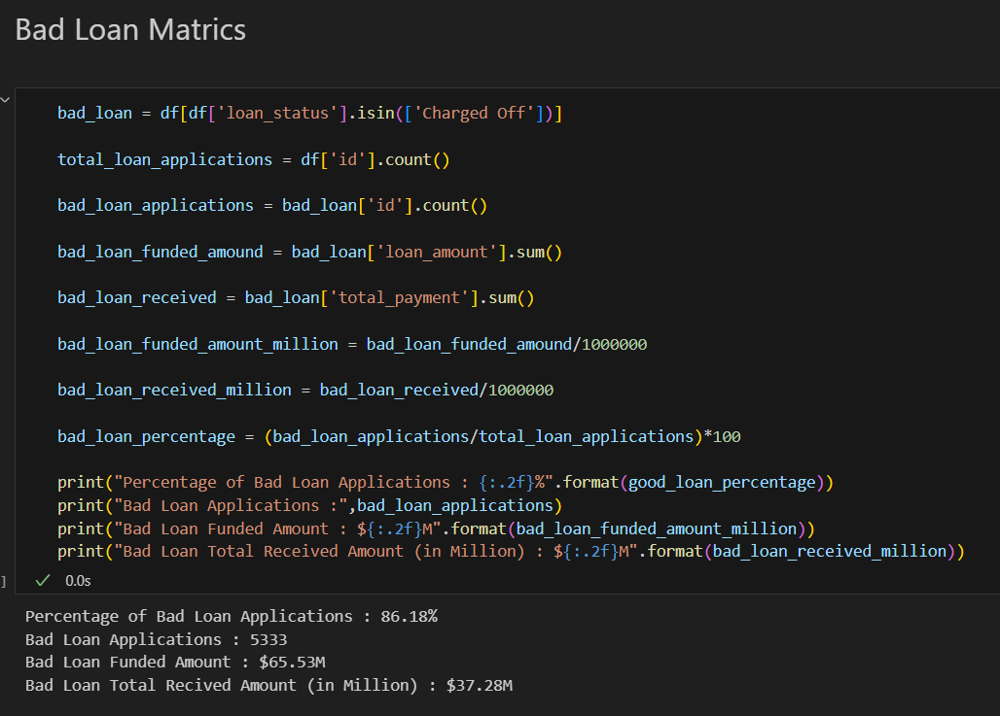 Bad Loan Matrics
bad_loan = df[df['loan_status'].isin(['Charged Off'])]
total_loan_applications = df['id'].count()
bad_loan_applications = bad_loan['id'].count()
bad_loan_funded_amound = bad_loan['loan_amount'].sum()
bad_loan_received = bad_loan['total_payment'].sum()
bad_loan_funded_amount_million = bad_loan_funded_amound/1000000
bad_loan_received_million = bad_loan_received/1000000
bad_loan_percentage = (bad_loan_applications/total_loan_applications)*100
print("Percentage of Bad Loan Applications : {:.2f}%".format(good_loan_percentage))
print("Bad Loan Applications :",bad_loan_applications)
print("Bad Loan Funded Amount : ${:.2f}M".format(bad_loan_funded_amount_million))
print("Bad Loan Total Received Amount (in Million) : ${:.2f}M".format(bad_loan_received_million))
] 0.0s
Percentage of Bad Loan Applications : 86.18%
Bad Loan Applications : 5333
Bad Loan Funded Amount : $65.53M
Bad Loan Total Recived Amount (in Million) : $37.28M